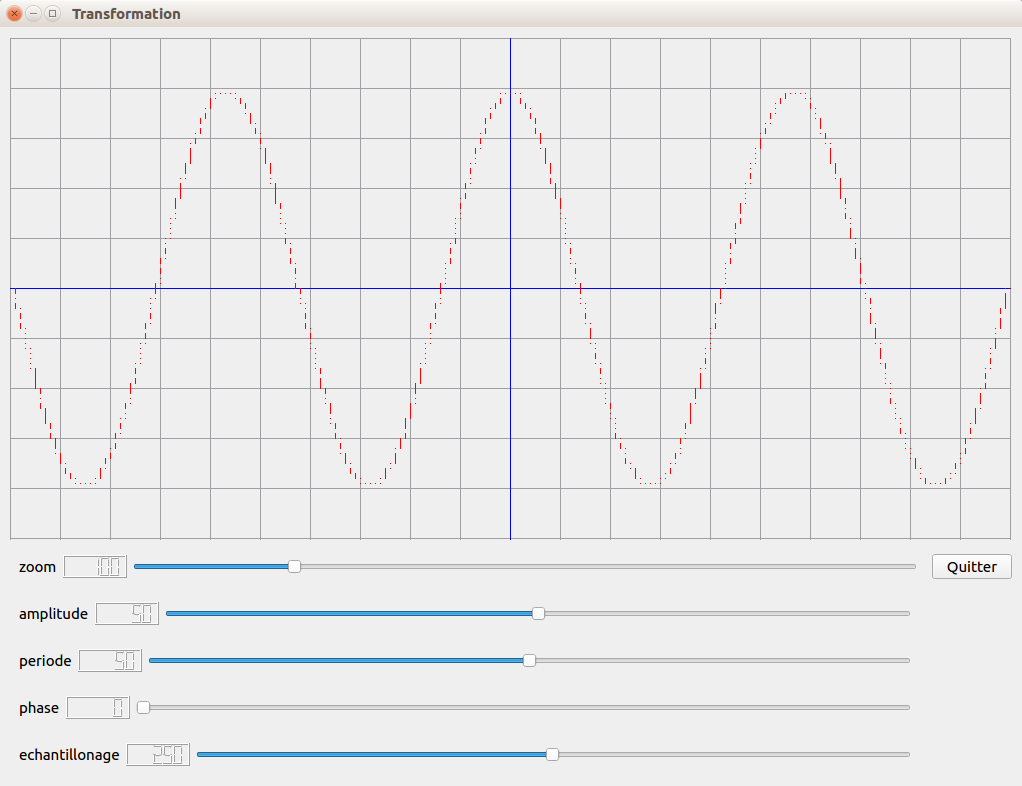 Transformation
zoom 100 Quitter
amplitude 50
periode 50
phase 0
echantillonage 250